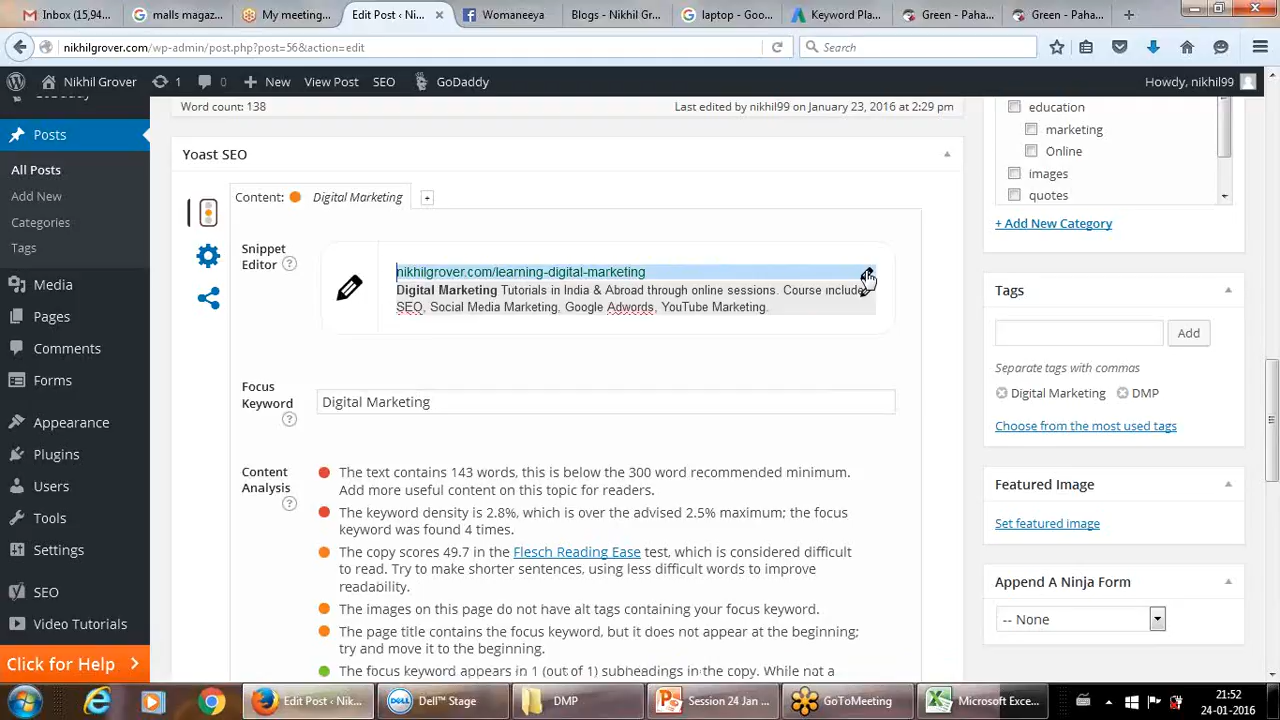 Inbox (15,94...
malls magaz...
My meeting...
Edit Post ‹ Ni...
Womaneeya
Blogs - Nikhil Gr...
laptop - Goo...
Keyword Pla...
Green - Paha...
Green - Paha...
nikhilgrover.com/wp-admin/post.php?post=56&action=edit
Search
Nikhil Grover
1
New
View Post
SEO
GoDaddy
Howdy, nikhil99
Posts
All Posts
Add New
Categories
Tags
Media
Pages
Comments
Forms
Appearance
Plugins
Users
Tools
Settings
SEO
Video Tutorials
Click for Help
Word count: 138
Last edited by nikhil99 on January 23, 2016 at 2:29 pm
Yoast SEO
Content:
Digital Marketing
+
Snippet
Editor
?
nikhilgrover.com/learning-digital-marketing
Digital Marketing Tutorials in India & Abroad through online sessions. Course include
SEO, Social Media Marketing, Google Adwords, YouTube Marketing.
Focus
Keyword
?
Digital Marketing
Content
Analysis
?
The text contains 143 words, this is below the 300 word recommended minimum.
Add more useful content on this topic for readers.
The keyword density is 2.8%, which is over the advised 2.5% maximum; the focus
keyword was found 4 times.
The copy scores 49.7 in the Flesch Reading Ease test, which is considered difficult
to read. Try to make shorter sentences, using less difficult words to improve
readability.
The images on this page do not have alt tags containing your focus keyword.
The page title contains the focus keyword, but it does not appear at the beginning;
try and move it to the beginning.
The focus keyword appears in 1 (out of 1) subheadings in the copy. While not a
education
marketing
Online
images
quotes
+ Add New Category
Tags
Add
Separate tags with commas
Digital Marketing
DMP
Choose from the most used tags
Featured Image
Set featured image
Append A Ninja Form
-- None
Edit Post ‹ Nik...
Dell™ Stage
DMP
Session 24 Jan ...
GoToMeeting
Microsoft Exce...
21:52
24-01-2016